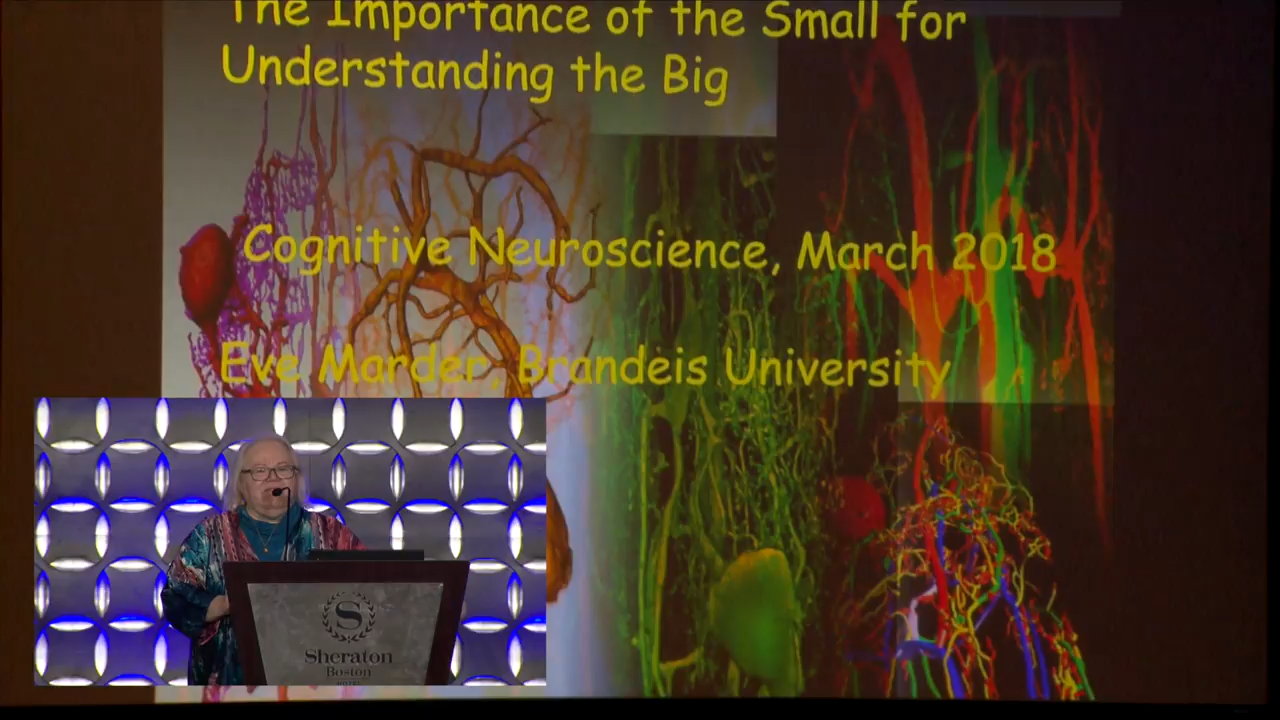 The Importance of the Small for
Understanding the Big
Cognitive Neuroscience, March 2018
Eve Marder, Brandeis University
S
Sheraton
Boston
HOTEL